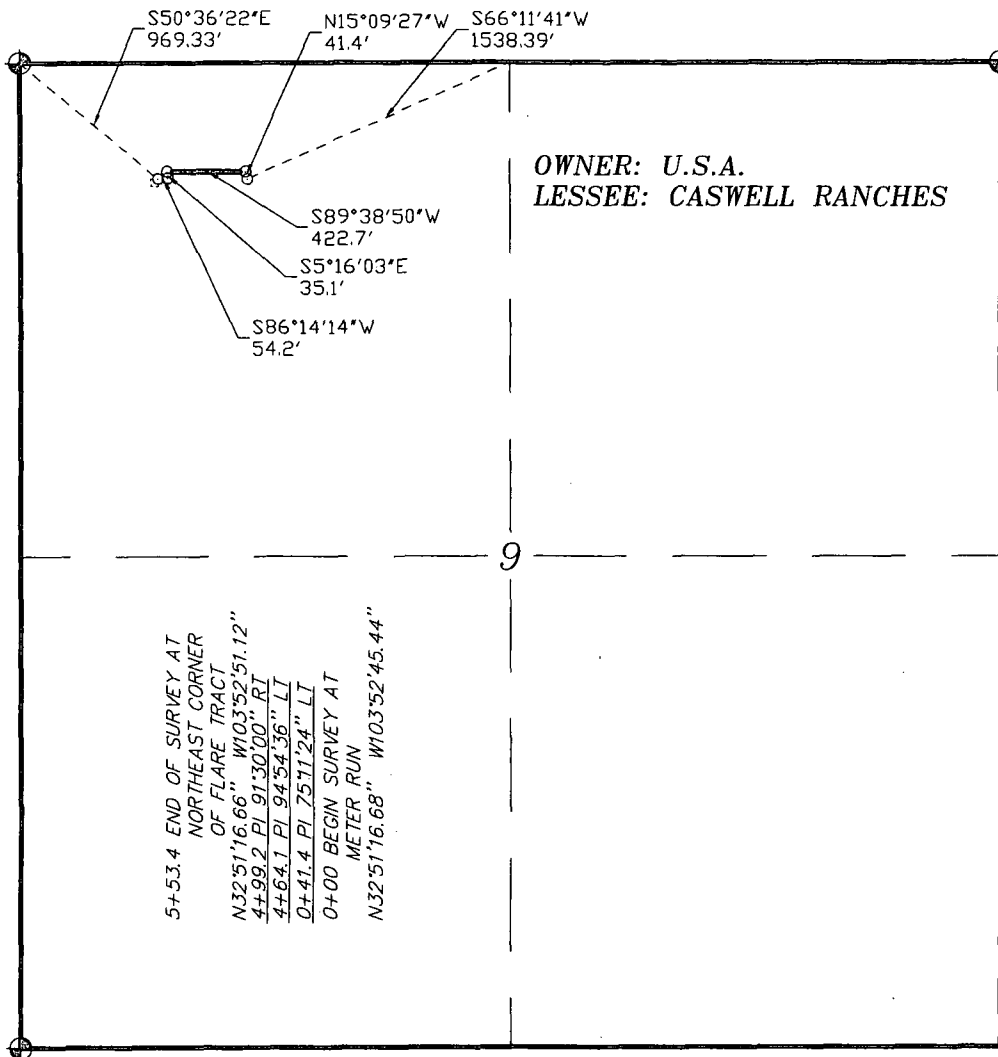 S50°36'22"E
969.33'
N15°09'27"W
41.4'
S66°11'41"W
1538.39'
OWNER: U.S.A.
LESSEE: CASWELL RANCHES
S89°38'50"W
422.7'
S5°16'03"E
35.1'
S86°14'14"W
54.2'
9
5+53.4 END OF SURVEY AT
NORTHEAST CORNER
OF FLARE TRACT
N32°51'16.66" W103°52'51.12"
4+99.2 PI 91°30'00" RT
4+64.1 PI 94°54'36" LT
0+41.4 PI 75°11'24" LT
0+00 BEGIN SURVEY AT
METER RUN
N32°51'16.68" W103°52'45.44"